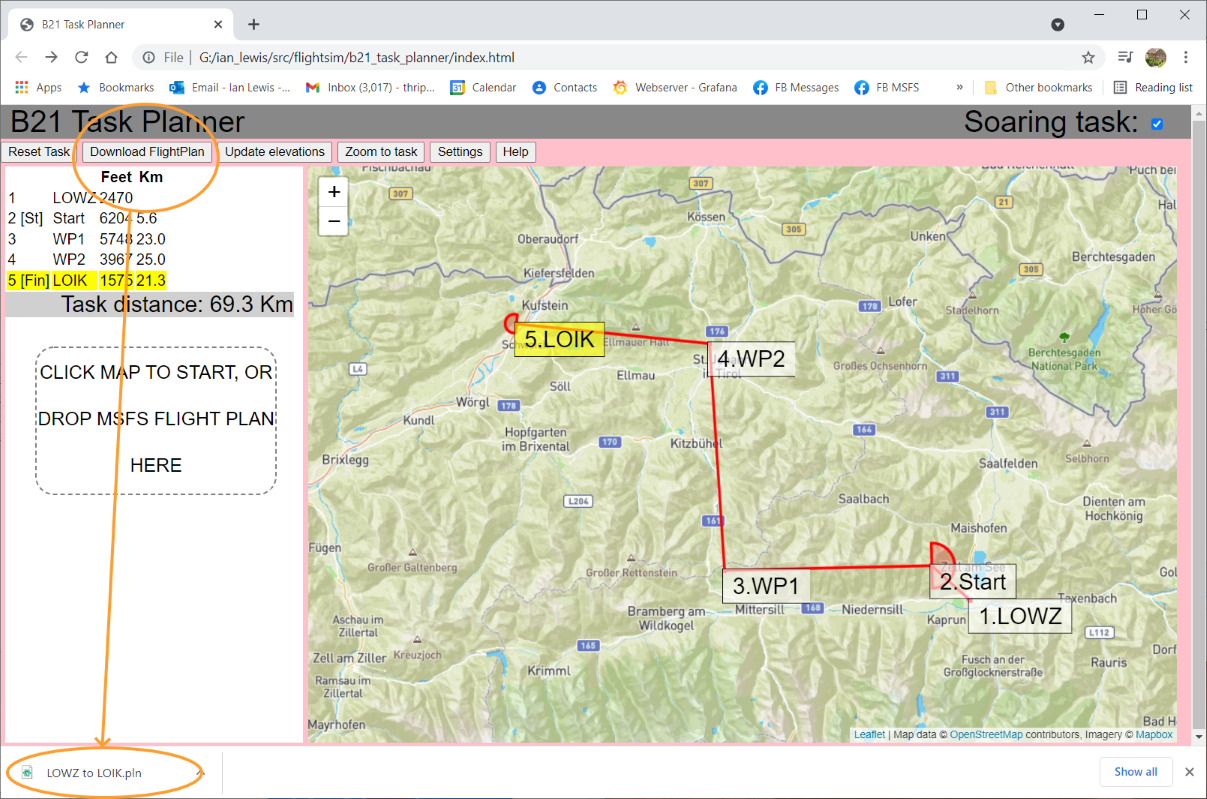 B21 Task Planner
File | G:/ian_lewis/src/flightsim/b21_task_planner/index.html
Apps Bookmarks Email - Ian Lewis -... Inbox (3,017) - thrip... Calendar Contacts Webserver - Grafana FB Messages FB MSFS » Other bookmarks Reading list
B21 Task Planner Soaring task:
Reset Task Download FlightPlan Update elevations Zoom to task Settings Help
Feet Km
1 LOWZ 2470
2 [St] Start 6204 5.6
3 WP1 5748 23.0
4 WP2 3967 25.0
5 [Fin] LOIK 1575 21.3
Task distance: 69.3 Km
CLICK MAP TO START, OR
DROP MSFS FLIGHT PLAN
HERE
+
−
Fischbachau
307
307
Kössen
21
305
Unken
Oberaudorf
Berchtesgaden
305
Kiefersfelden
Kufstein
178
Lofer
Stadelhorn
176
5.LOIK
Ellmauer Halt
4.WP2
Berchtesgaden
National Park
L4
Söll
Ellmau
Großes Ochsenhorn
311
Wörgl
178
311
Kundl
Hopfgarten
im Brixental
170
Kitzbühel
164
Brixlegg
Saalfelden
Selbhorn
L204
Saalbach
Dienten am
Hochkönig
161
Maishofen
Fügen
Großer Galtenberg
Großer Rettenstein
Zell am See
3.WP1
2.Start
Taxenbach
Mittersill
168
Niedernsill
Kaprun
1.LOWZ
Bramberg am
Wildkogel
Aschau im
Zillertal
L112
165
Zell am Ziller
Kreuzjoch
Krimml
Fusch an der
Großglocknerstraße
Rauris
Ramsau im
Zillertal
Mayrhofen
Leaflet | Map data © OpenStreetMap contributors, Imagery © Mapbox
LOWZ to LOIK.pln
Show all